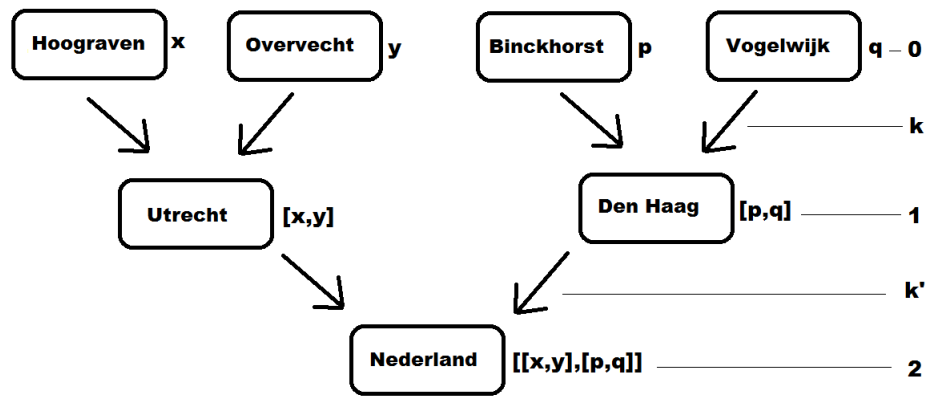 Hoograven x Overvecht y Binckhorst p Vogelwijk q 0
k
Utrecht [x,y] Den Haag [p,q] 1
k'
Nederland [[x,y],[p,q]] 2